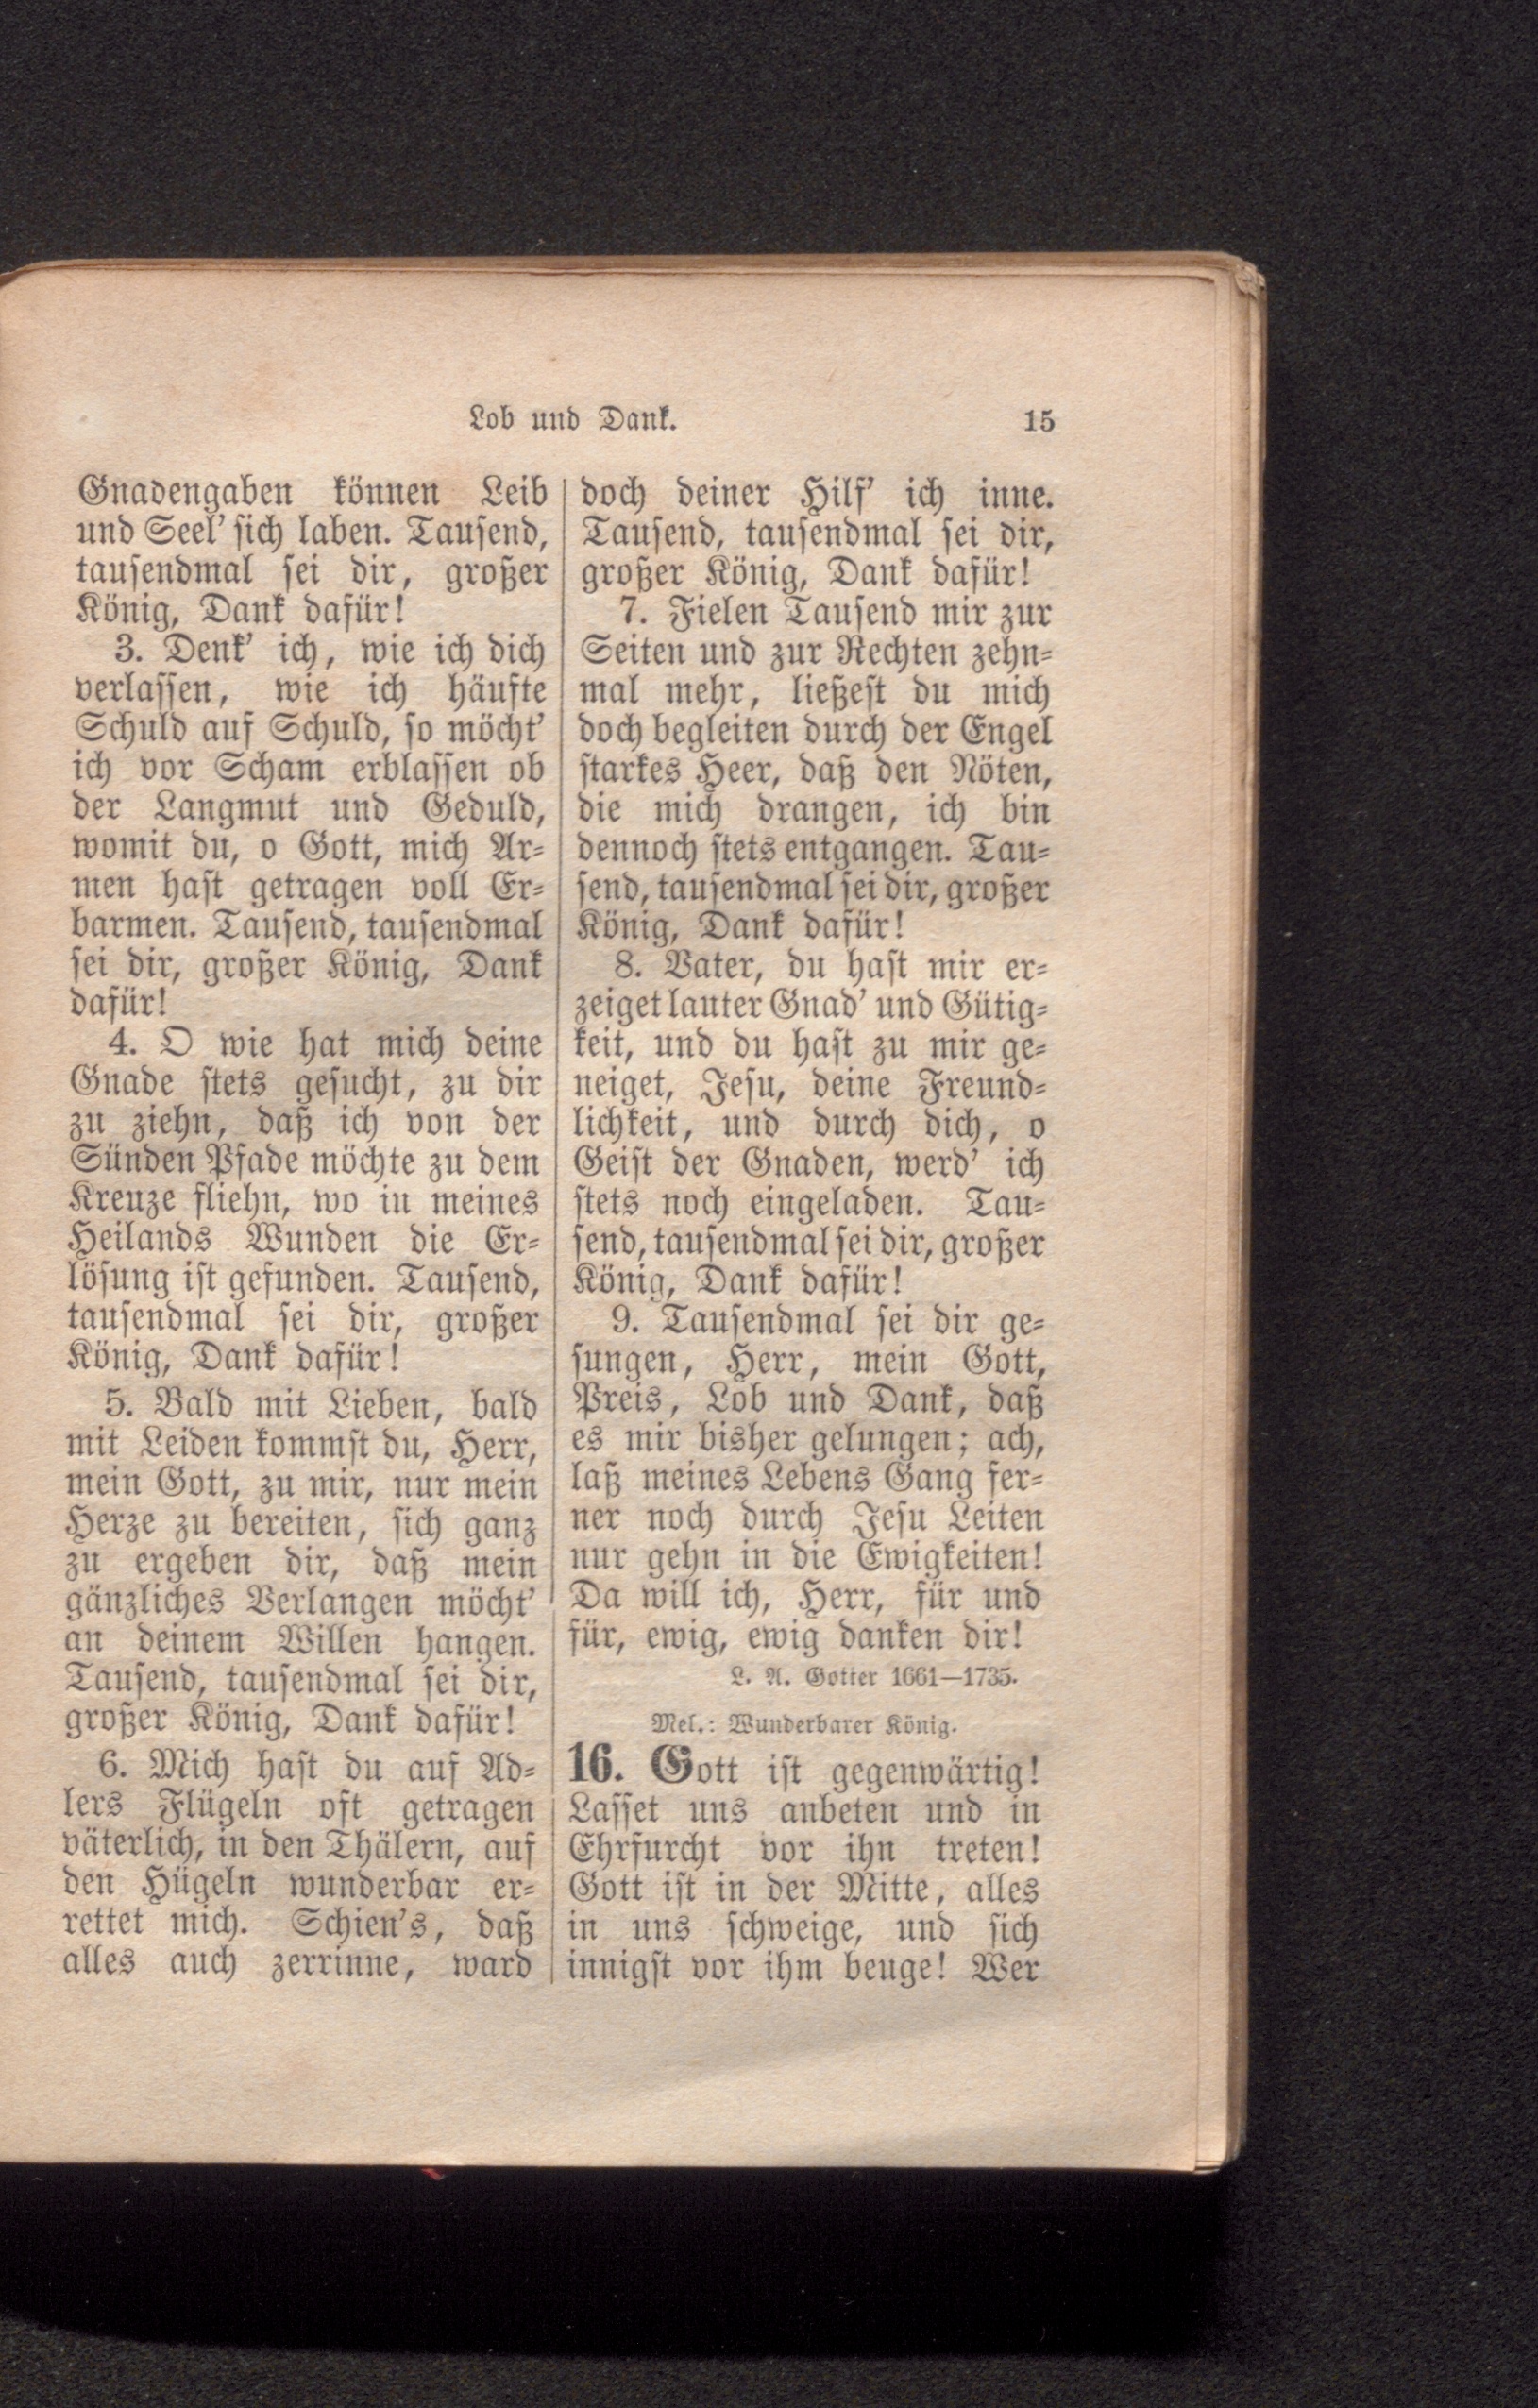 Lob und Dank. 15
Gnadengaben können Leib
und Seel' sich laben. Tausend,
tausendmal sei dir, großer
König, Dank dafür!
3. Denk' ich, wie ich dich
verlassen, wie ich häufte
Schuld auf Schuld, so möcht'
ich vor Scham erblassen ob
der Langmut und Geduld,
womit du, o Gott, mich Ar-
men hast getragen voll Er-
barmen. Tausend, tausendmal
sei dir, großer König, Dank
dafür!
4. O wie hat mich deine
Gnade stets gesucht, zu dir
zu ziehn, daß ich von der
Sünden Pfade möchte zu dem
Kreuze fliehn, wo in meines
Heilands Wunden die Er-
lösung ist gefunden. Tausend,
tausendmal sei dir, großer
König, Dank dafür!
5. Bald mit Lieben, bald
mit Leiden kommst du, Herr,
mein Gott, zu mir, nur mein
Herze zu bereiten, sich ganz
zu ergeben dir, daß mein
gänzliches Verlangen möcht'
an deinem Willen hangen.
Tausend, tausendmal sei dir,
großer König, Dank dafür!
6. Mich hast du auf Ad-
lers Flügeln oft getragen
väterlich, in den Thälern, auf
den Hügeln wunderbar er-
rettet mich. Schien's, daß
alles auch zerrinne, ward
doch deiner Hilf' ich inne.
Tausend, tausendmal sei dir,
großer König, Dank dafür!
7. Fielen Tausend mir zur
Seiten und zur Rechten zehn-
mal mehr, ließest du mich
doch begleiten durch der Engel
starkes Heer, daß den Nöten,
die mich drangen, ich bin
dennoch stets entgangen. Tau-
send, tausendmal sei dir, großer
König, Dank dafür!
8. Vater, du hast mir er-
zeiget lauter Gnad' und Gütig-
keit, und du hast zu mir ge-
neiget, Jesu, deine Freund-
lichkeit, und durch dich, o
Geist der Gnaden, werd' ich
stets noch eingeladen. Tau-
send, tausendmal sei dir, großer
König, Dank dafür!
9. Tausendmal sei dir ge-
sungen, Herr, mein Gott,
Preis, Lob und Dank, daß
es mir bisher gelungen; ach,
laß meines Lebens Gang fer-
ner noch durch Jesu Leiten
nur gehn in die Ewigkeiten!
Da will ich, Herr, für und
für, ewig, ewig danken dir!
L. A. Gotter 1661—1735.
Mel.: Wunderbarer König.
16. Gott ist gegenwärtig!
Lasset uns anbeten und in
Ehrfurcht vor ihn treten!
Gott ist in der Mitte, alles
in uns schweige, und sich
innigst vor ihm beuge! Wer